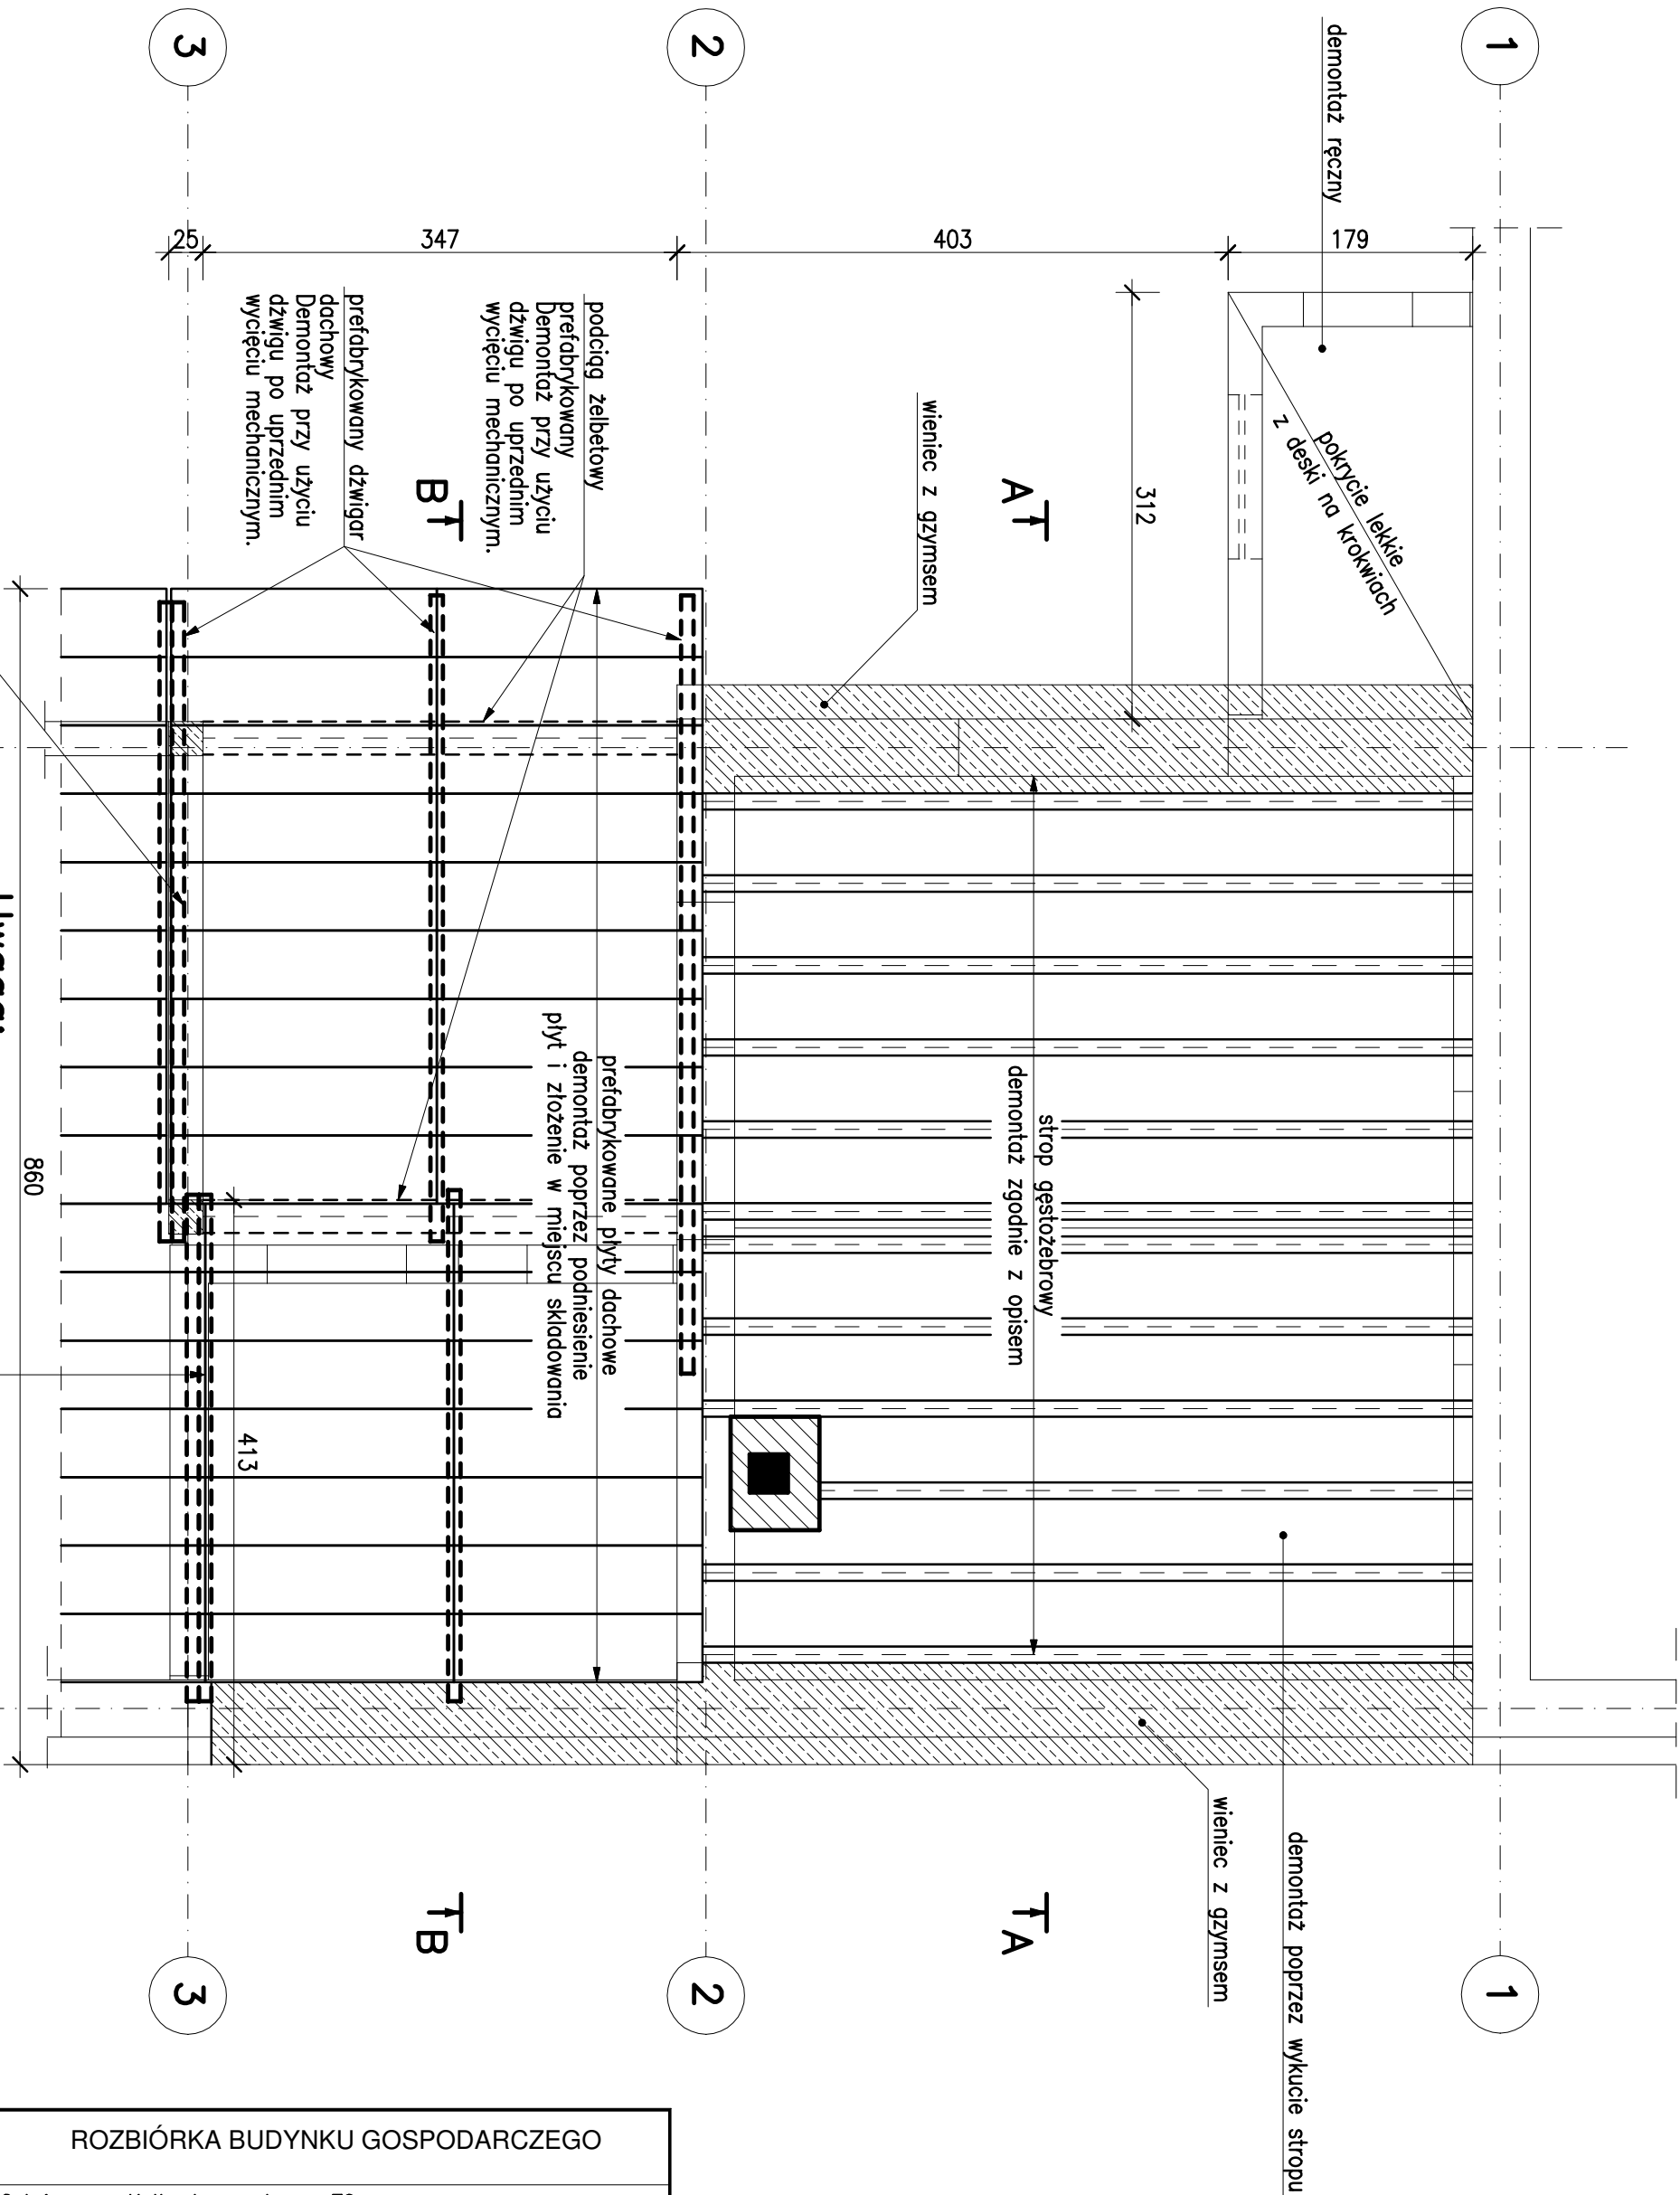 1
2
3
demontaż ręczny
179
403
347
25
pokrycie lekkie
z deski na krokwiach
312
A
wieniec z gzymsem
podciąg żelbetowy
prefabrykowany
Demontaż przy użyciu
dźwigu po uprzednim
wycięciu mechanicznym.
B
prefabrykowany dźwigar
dachowy
Demontaż przy użyciu
dźwigu po uprzednim
wycięciu mechanicznym.
strop gęstożebrowy
demontaż zgodnie z opisem
prefabrykowane płyty dachowe
demontaż poprzez podniesienie
płyt i złożenie w miejscu składowania
413
860
wieniec z gzymsem
demontaż poprzez wykucie stropu
A
B
1
2
3
ROZBIÓRKA BUDYNKU GOSPODARCZEGO